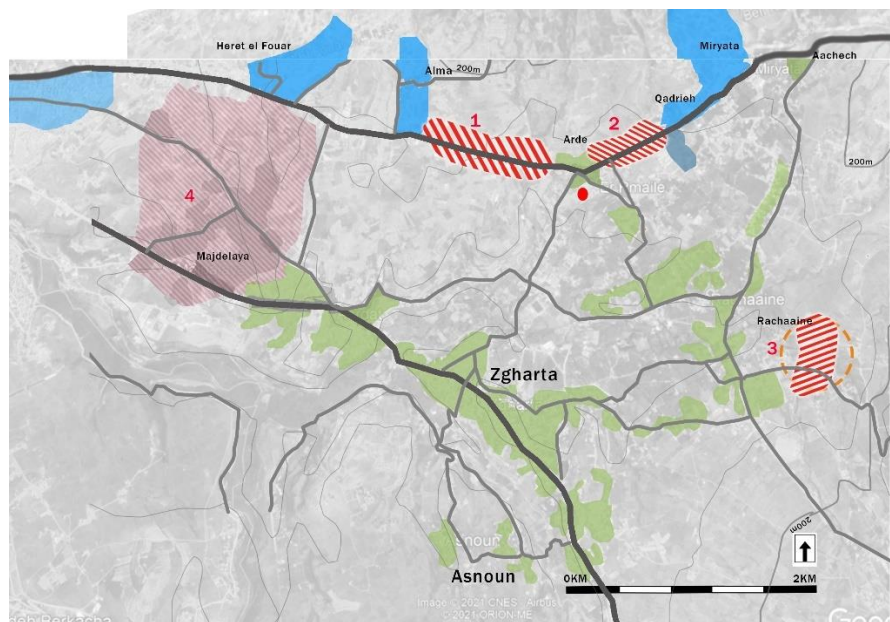 Heret el Fouar
Alma
200m
Miryata
Aachech
Qadrieh
1
Arde
2
200m
4
Majdelaya
Rachaaine
3
Zgharta
Asnoun
200m
0KM
2KM
Image © 2021 CNES / Airbus
© 2021 ORION-ME